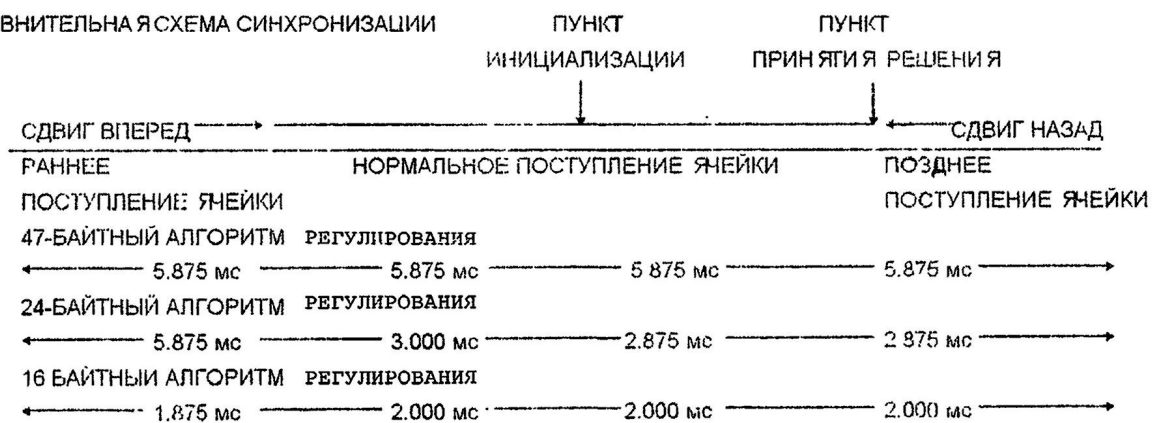 ВНИТЕЛЬНАЯ СХЕМА СИНХРОНИЗАЦИИ ПУНКТ ПУНКТ
ИНИЦИАЛИЗАЦИИ ПРИНЯТИЯ РЕШЕНИЯ
СДВИГ ВПЕРЕД СДВИГ НАЗАД
РАННЕЕ НОРМАЛЬНОЕ ПОСТУПЛЕНИЕ ЯЧЕЙКИ ПОЗДНЕЕ
ПОСТУПЛЕНИЕ ЯЧЕЙКИ ПОСТУПЛЕНИЕ ЯЧЕЙКИ
47-БАЙТНЫЙ АЛГОРИТМ РЕГУЛИРОВАНИЯ
5.875 мс 5.875 мс 5 875 мс 5.875 мс
24-БАЙТНЫЙ АЛГОРИТМ РЕГУЛИРОВАНИЯ
5.875 мс 3.000 мс 2.875 мс 2 875 мс
16 БАЙТНЫЙ АЛГОРИТМ РЕГУЛИРОВАНИЯ
1.875 мс 2.000 мс 2.000 мс 2.000 мс